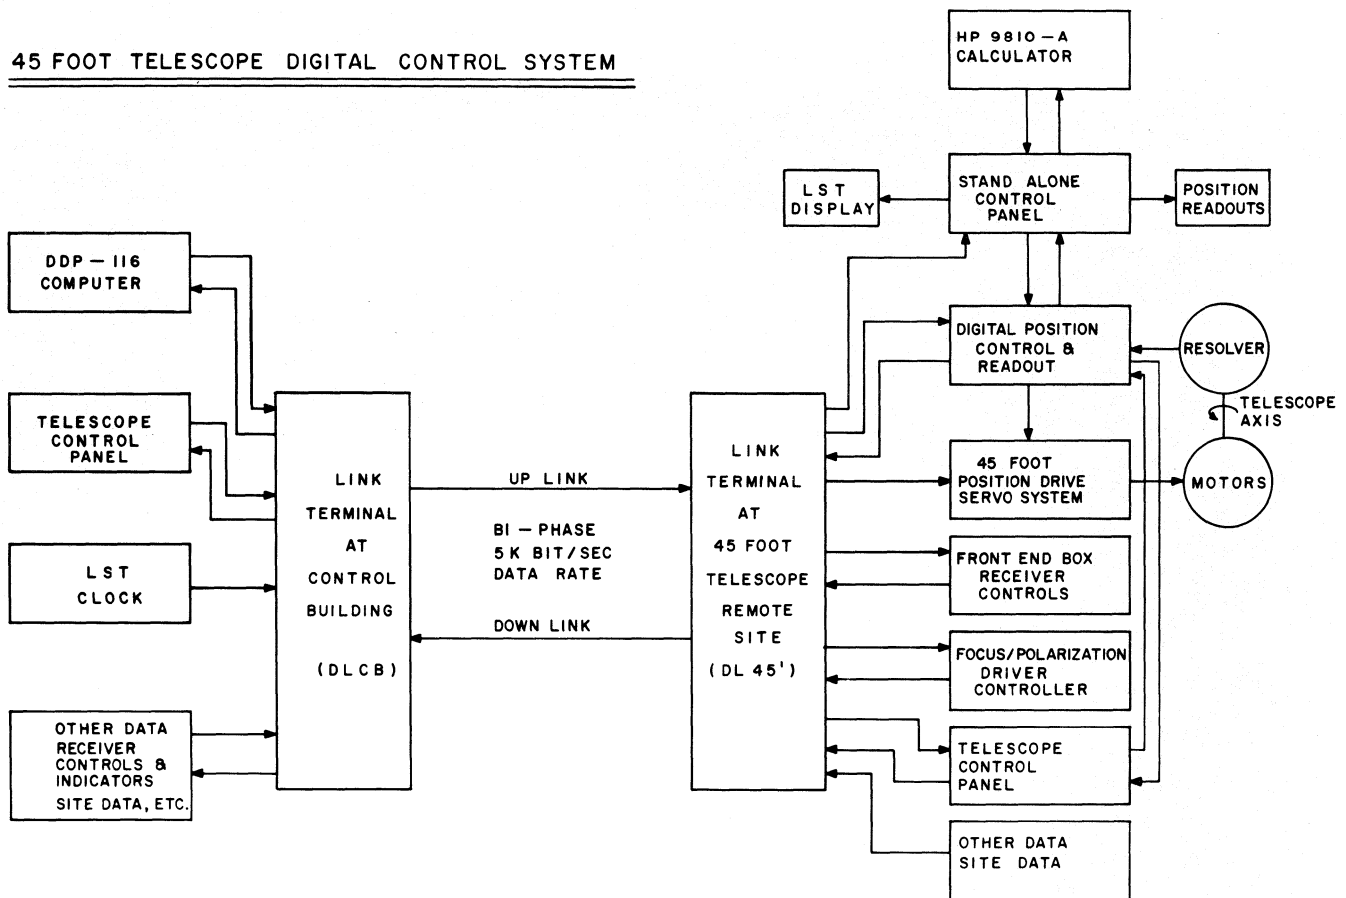 45 FOOT TELESCOPE DIGITAL CONTROL SYSTEM
HP 9810-A
CALCULATOR
STAND ALONE
CONTROL
PANEL
LST
DISPLAY
POSITION
READOUTS
DDP-116
COMPUTER
TELESCOPE
CONTROL
PANEL
LST
CLOCK
OTHER DATA
RECEIVER
CONTROLS &
INDICATORS
SITE DATA, ETC.
LINK
TERMINAL
AT
CONTROL
BUILDING
(DLCB)
UP LINK
BI-PHASE
5K BIT/SEC
DATA RATE
DOWN LINK
LINK
TERMINAL
AT
45 FOOT
TELESCOPE
REMOTE
SITE
(DL 45')
DIGITAL POSITION
CONTROL &
READOUT
RESOLVER
TELESCOPE
AXIS
MOTORS
45 FOOT
POSITION DRIVE
SERVO SYSTEM
FRONT END BOX
RECEIVER
CONTROLS
FOCUS/POLARIZATION
DRIVER
CONTROLLER
TELESCOPE
CONTROL
PANEL
OTHER DATA
SITE DATA